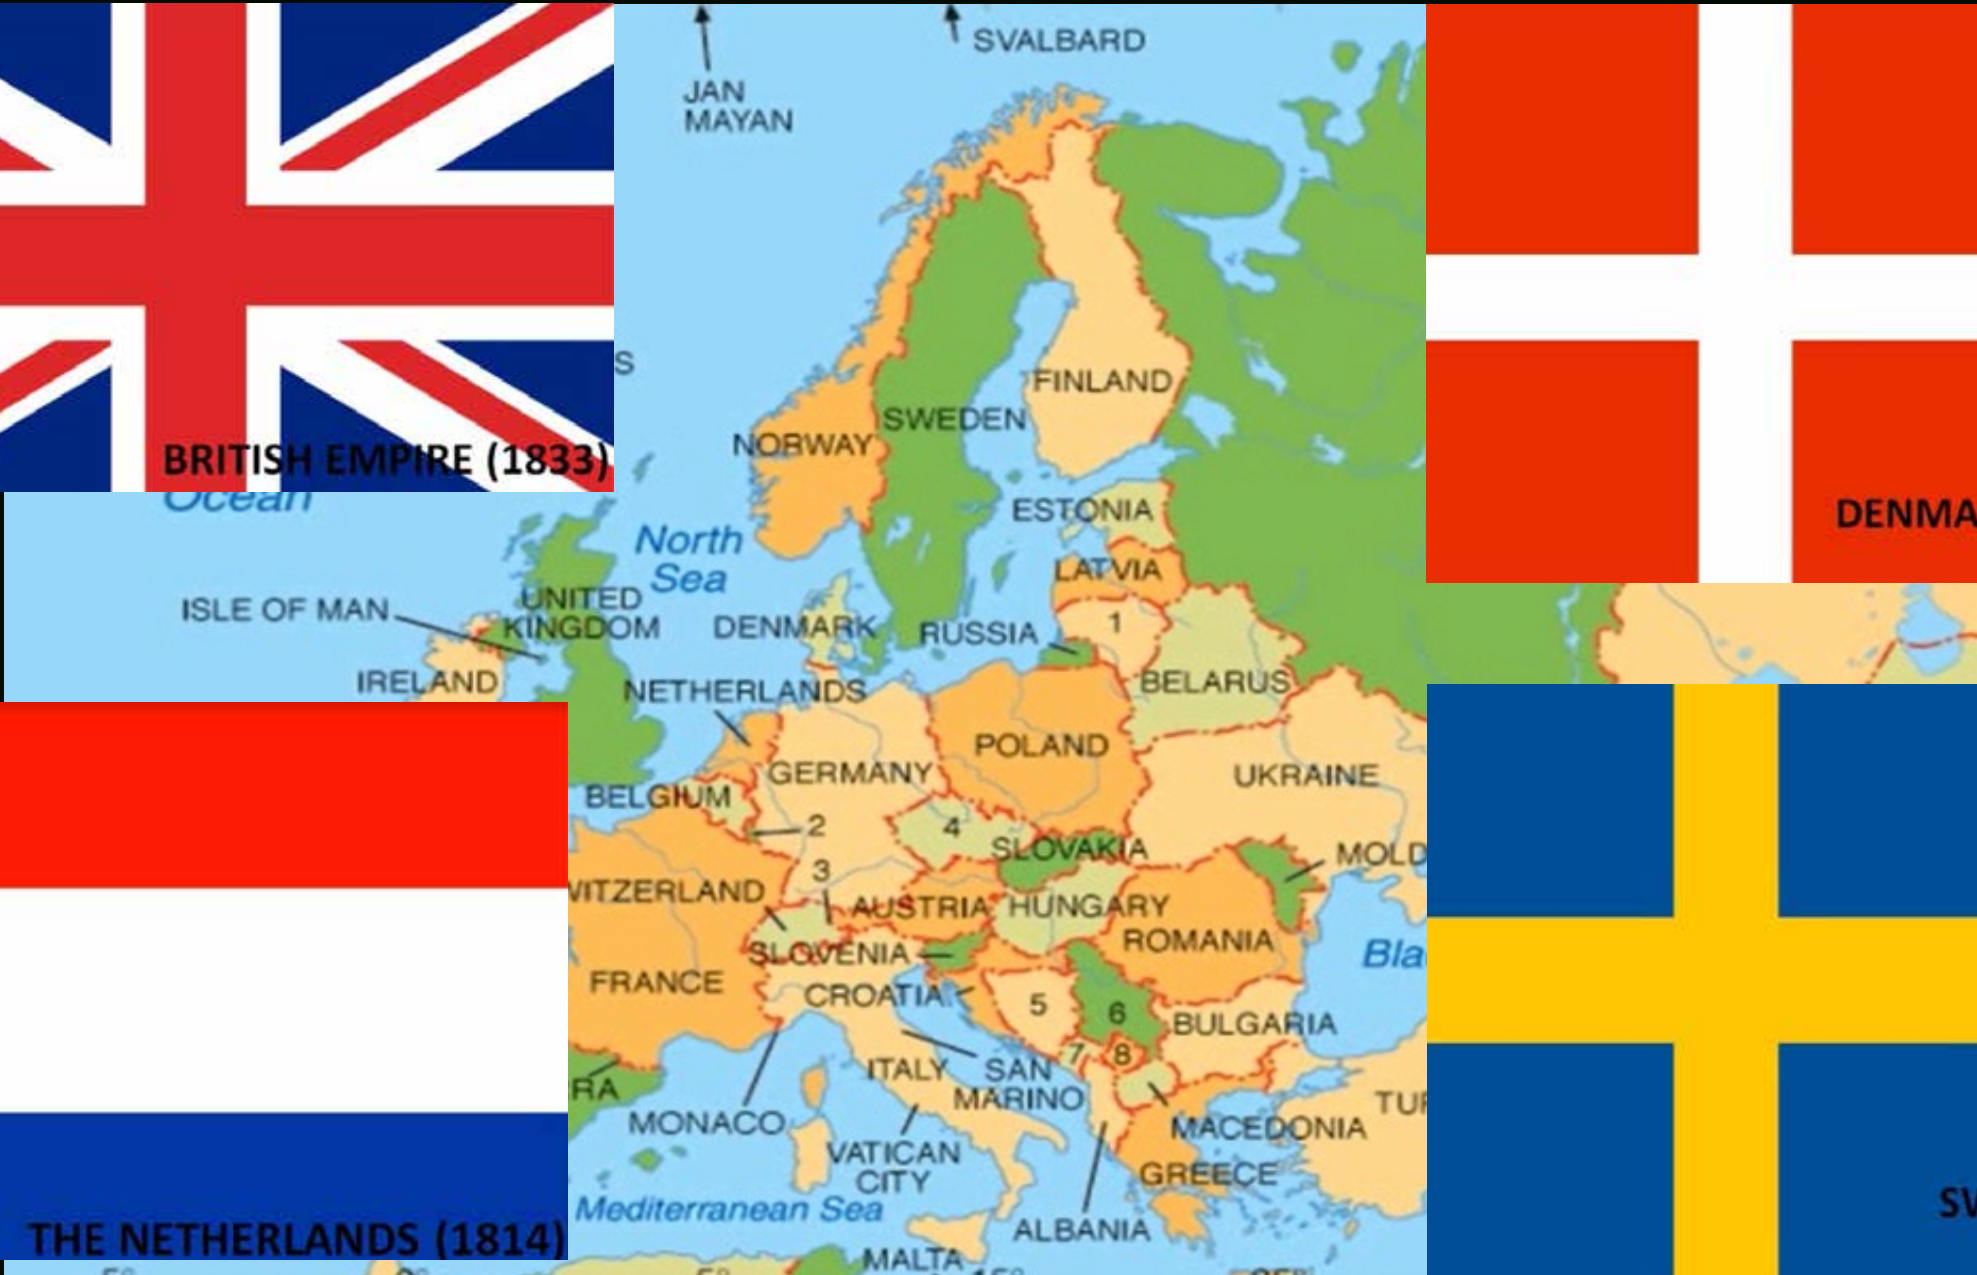 SVALBARD
JAN
MAYAN
BRITISH EMPIRE (1833)
S
Ocean
FINLAND
SWEDEN
NORWAY
ESTONIA
DENMA
North
Sea
LATVIA
ISLE OF MAN
UNITED
KINGDOM
DENMARK
RUSSIA
1
IRELAND
NETHERLANDS
BELARUS
POLAND
GERMANY
UKRAINE
BELGIUM
2
4
SLOVAKIA
MOLD
3
WITZERLAND
AUSTRIA
HUNGARY
ROMANIA
SLOVENIA
Bla
FRANCE
CROATIA
5
6
BULGARIA
7
8
ITALY
SAN
MARINO
RA
TUR
MONACO
MACEDONIA
VATICAN
CITY
GREECE
Mediterranean Sea
SV
THE NETHERLANDS (1814)
ALBANIA
MALTA
5°
15°